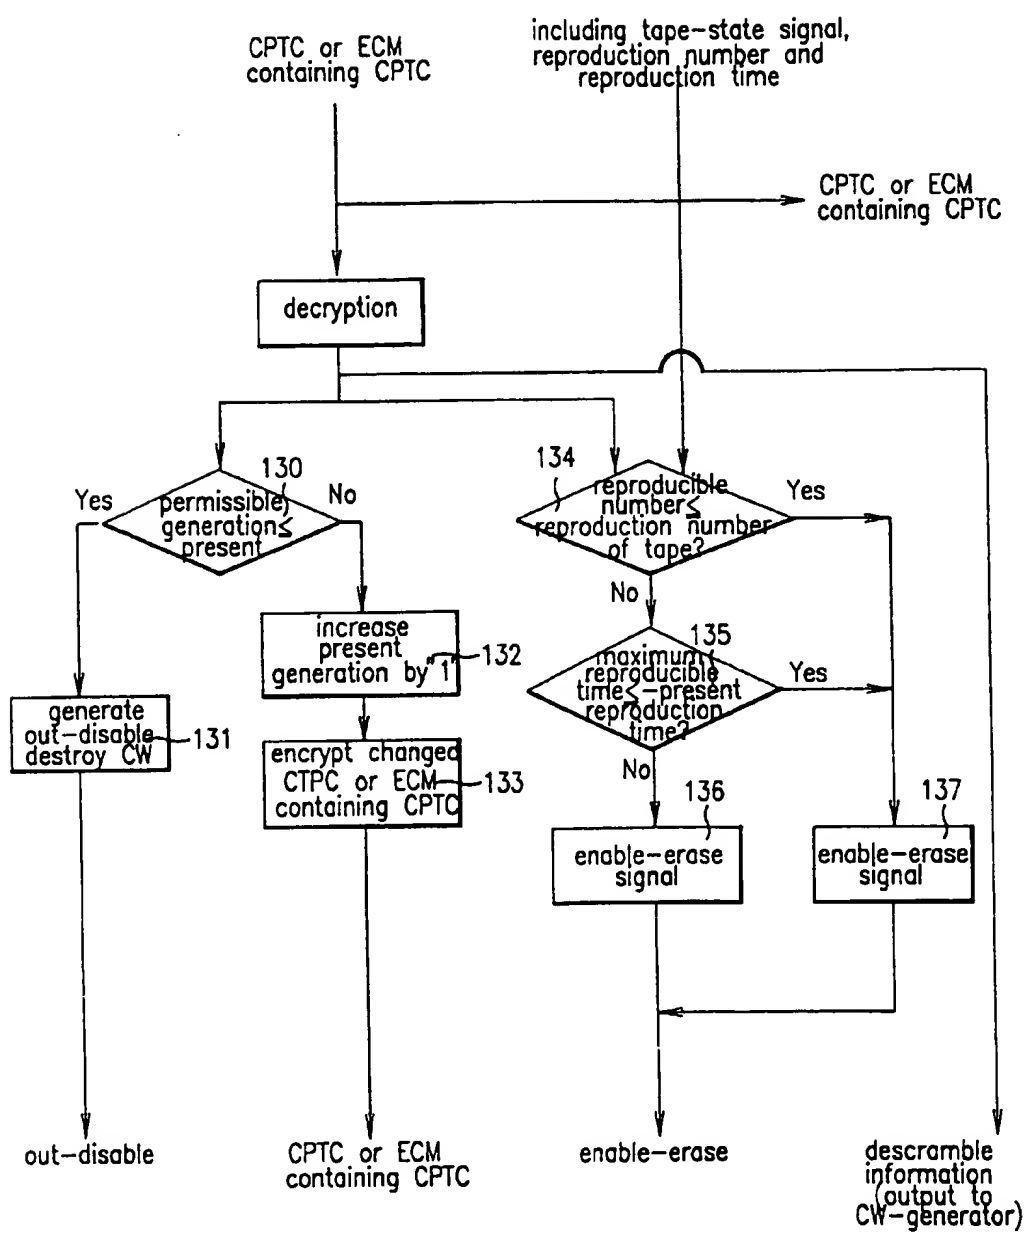 CPTC or ECM
containing CPTC
including tape-state signal,
reproduction number and
reproduction time
CPTC or ECM
containing CPTC
decryption
130
Yes
No
permissible
generation≤
present
134
reproducible
number≤
reproduction number
of tape?
Yes
No
increase
present
generation by"1"
132
135
maximum
reproducible
time≤-present
reproduction
time?
Yes
No
generate
out-disable
destroy CW
131
encrypt changed
CTPC or ECM
containing CPTC
133
136
enable-erase
signal
137
enable-erase
signal
out-disable
CPTC or ECM
containing CPTC
enable-erase
descramble
information
(output to
CW-generator)